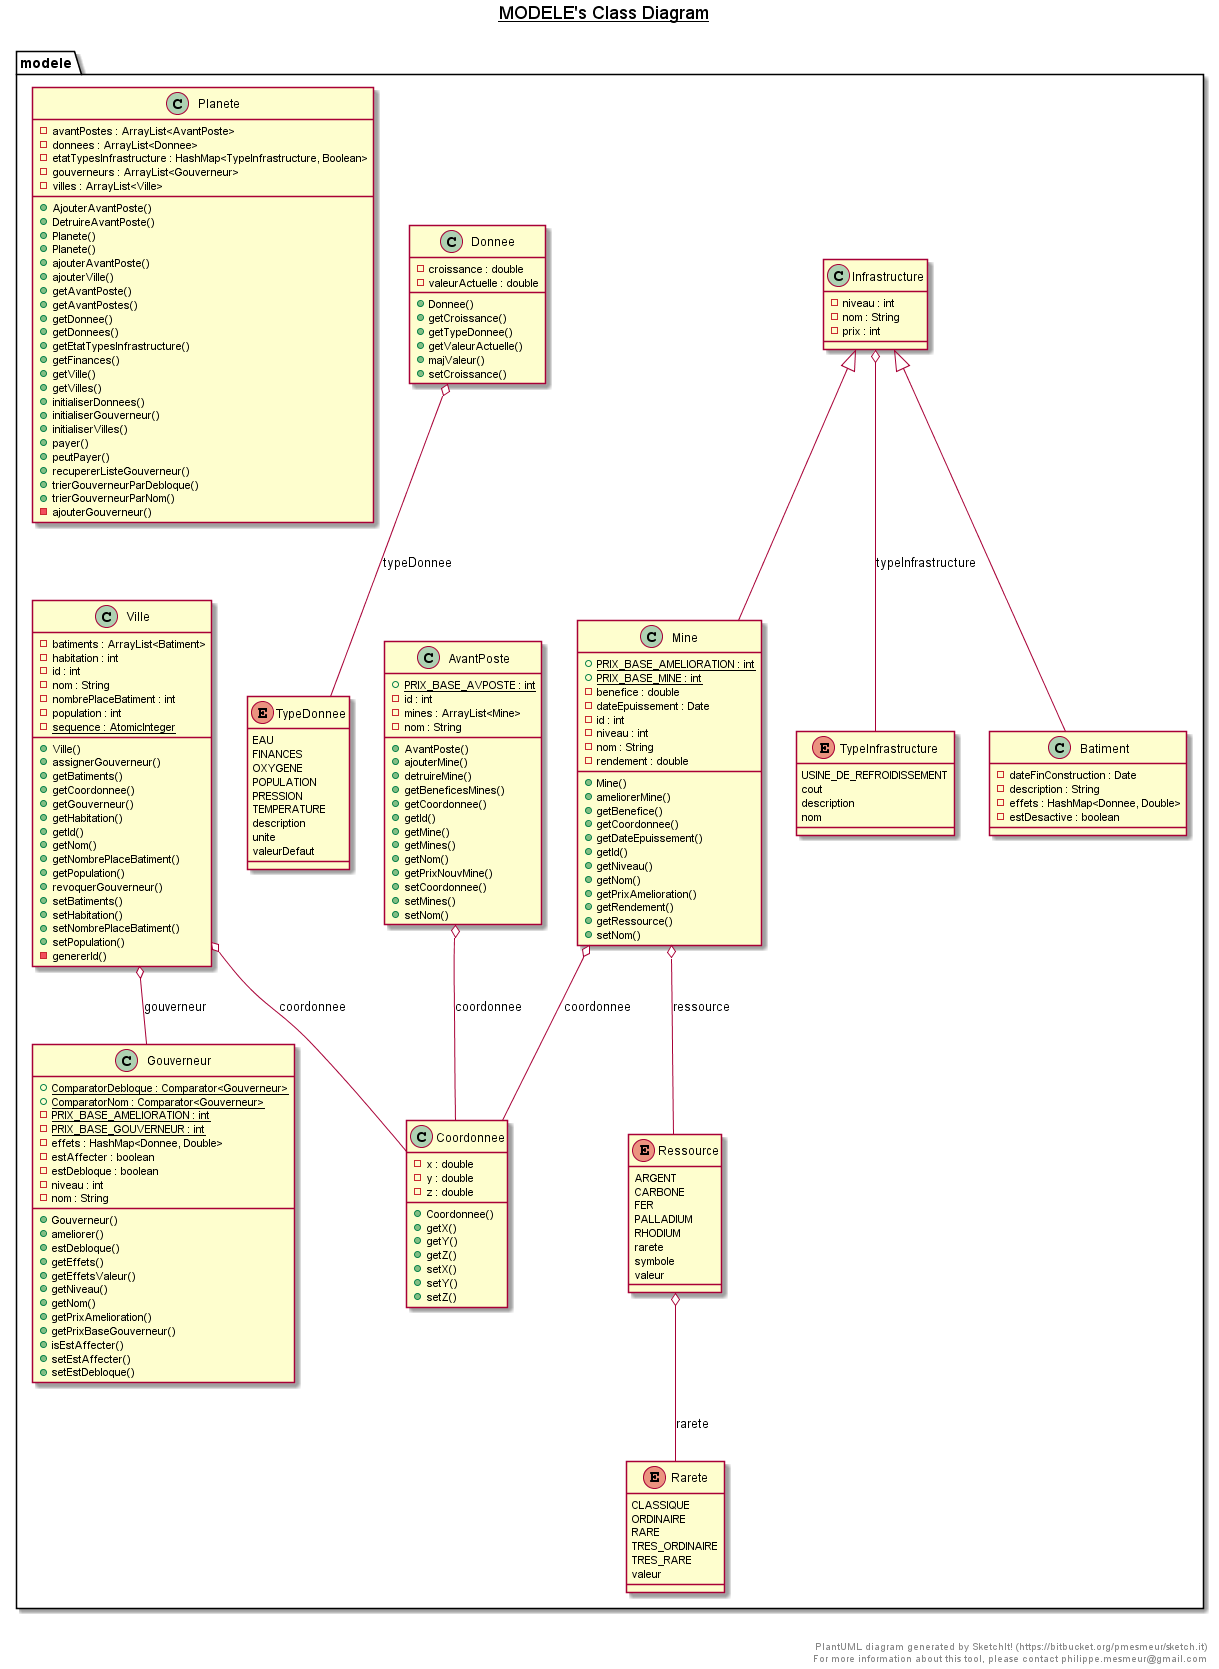 MODELE's Class Diagram
modele
C Planete
avantPostes : ArrayList<AvantPoste>
donnees : ArrayList<Donnee>
etatTypesInfrastructure : HashMap<TypeInfrastructure, Boolean>
gouverneurs : ArrayList<Gouverneur>
villes : ArrayList<Ville>
AjouterAvantPoste()
DetruireAvantPoste()
Planete()
Planete()
ajouterAvantPoste()
ajouterVille()
getAvantPoste()
getAvantPostes()
getDonnee()
getDonnees()
getEtatTypesInfrastructure()
getFinances()
getVille()
getVilles()
initialiserDonnees()
initialiserGouverneur()
initialiserVilles()
payer()
peutPayer()
recupererListeGouverneur()
trierGouverneurParDebloque()
trierGouverneurParNom()
ajouterGouverneur()
C Donnee
croissance : double
valeurActuelle : double
Donnee()
getCroissance()
getTypeDonnee()
getValeurActuelle()
majValeur()
setCroissance()
C Infrastructure
niveau : int
nom : String
prix : int
typeDonnee
typeInfrastructure
C Ville
batiments : ArrayList<Batiment>
habitation : int
id : int
nom : String
nombrePlaceBatiment : int
population : int
sequence : AtomicInteger
Ville()
assignerGouverneur()
getBatiments()
getCoordonnee()
getGouverneur()
getHabitation()
getId()
getNom()
getNombrePlaceBatiment()
getPopulation()
revoquerGouverneur()
setBatiments()
setHabitation()
setNombrePlaceBatiment()
setPopulation()
genererId()
E TypeDonnee
EAU
FINANCES
OXYGENE
POPULATION
PRESSION
TEMPERATURE
description
unite
valeurDefaut
C AvantPoste
PRIX_BASE_AVPOSTE : int
id : int
mines : ArrayList<Mine>
nom : String
AvantPoste()
ajouterMine()
detruireMine()
getBeneficesMines()
getCoordonnee()
getId()
getMine()
getMines()
getNom()
getPrixNouvMine()
setCoordonnee()
setMines()
setNom()
C Mine
PRIX_BASE_AMELIORATION : int
PRIX_BASE_MINE : int
benefice : double
dateEpuissement : Date
id : int
niveau : int
nom : String
rendement : double
Mine()
ameliorerMine()
getBenefice()
getCoordonnee()
getDateEpuissement()
getId()
getNiveau()
getNom()
getPrixAmelioration()
getRendement()
getRessource()
setNom()
E TypeInfrastructure
USINE_DE_REFROIDISSEMENT
cout
description
nom
C Batiment
dateFinConstruction : Date
description : String
effets : HashMap<Donnee, Double>
estDesactive : boolean
gouverneur
coordonnee
coordonnee
coordonnee
ressource
C Gouverneur
ComparatorDebloque : Comparator<Gouverneur>
ComparatorNom : Comparator<Gouverneur>
PRIX_BASE_AMELIORATION : int
PRIX_BASE_GOUVERNEUR : int
effets : HashMap<Donnee, Double>
estAffecter : boolean
estDebloque : boolean
niveau : int
nom : String
Gouverneur()
ameliorer()
estDebloque()
getEffets()
getEffetsValeur()
getNiveau()
getNom()
getPrixAmelioration()
getPrixBaseGouverneur()
isEstAffecter()
setEstAffecter()
setEstDebloque()
C Coordonnee
x : double
y : double
z : double
Coordonnee()
getX()
getY()
getZ()
setX()
setY()
setZ()
E Ressource
ARGENT
CARBONE
FER
PALLADIUM
RHODIUM
rarete
symbole
valeur
rarete
E Rarete
CLASSIQUE
ORDINAIRE
RARE
TRES_ORDINAIRE
TRES_RARE
valeur
PlantUML diagram generated by SketchIt! (https://bitbucket.org/pmesmeur/sketch.it)
For more information about this tool, please contact philippe.mesmeur@gmail.com